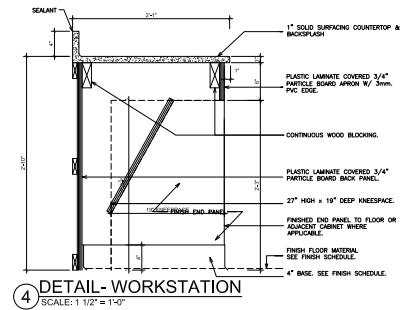 SEALANT
2'-1"
1" SOLID SURFACING COUNTERTOP &
BACKSPLASH
4"
1"
6"
PLASTIC LAMINATE COVERED 3/4"
PARTICLE BOARD APRON W/ 3mm.
PVC EDGE.
CONTINUOUS WOOD BLOCKING.
2'-10"
2'-3"
PLASTIC LAMINATE COVERED 3/4"
PARTICLE BOARD BACK PANEL.
27" HIGH x 19" DEEP KNEESPACE.
FINISH END PANEL
FINISHED END PANEL TO FLOOR OR
ADJACENT CABINET WHERE
APPLICABLE.
FINISH FLOOR MATERIAL
SEE FINISH SCHEDULE.
4"
4" BASE. SEE FINISH SCHEDULE.
4 DETAIL- WORKSTATION
SCALE: 1 1/2" = 1'-0"